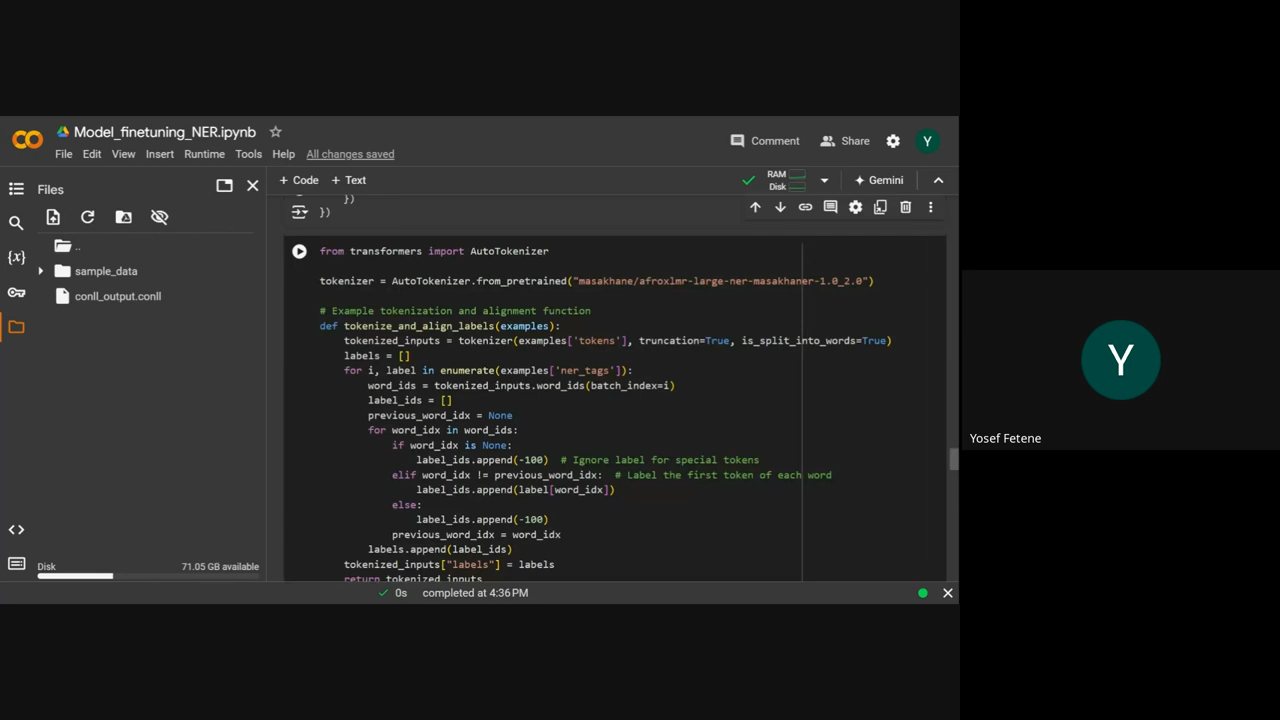 Model_finetuning_NER.ipynb
File Edit View Insert Runtime Tools Help All changes saved
Comment
Share
Y
Files
+ Code + Text
RAM
Disk
Gemini
..
sample_data
conll_output.conll
})
})
from transformers import AutoTokenizer
tokenizer = AutoTokenizer.from_pretrained("masakhane/afroxlmr-large-ner-masakhaner-1.0_2.0")
# Example tokenization and alignment function
def tokenize_and_align_labels(examples):
    tokenized_inputs = tokenizer(examples['tokens'], truncation=True, is_split_into_words=True)
    labels = []
    for i, label in enumerate(examples['ner_tags']):
        word_ids = tokenized_inputs.word_ids(batch_index=i)
        label_ids = []
        previous_word_idx = None
        for word_idx in word_ids:
            if word_idx is None:
                label_ids.append(-100)  # Ignore label for special tokens
            elif word_idx != previous_word_idx:  # Label the first token of each word
                label_ids.append(label[word_idx])
            else:
                label_ids.append(-100)
            previous_word_idx = word_idx
        labels.append(label_ids)
    tokenized_inputs["labels"] = labels
    return tokenized_inputs
Disk
71.05 GB available
0s completed at 4:36 PM
Y
Yosef Fetene